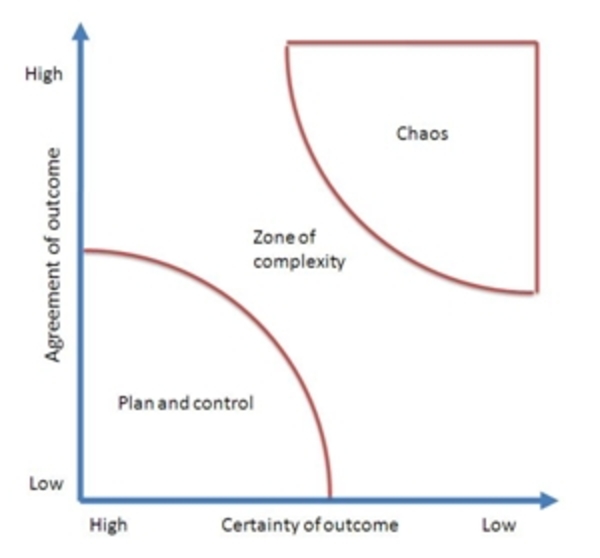 High
Chaos
Agreement of outcome
Zone of
complexity
Plan and control
Low
High
Certainty of outcome
Low